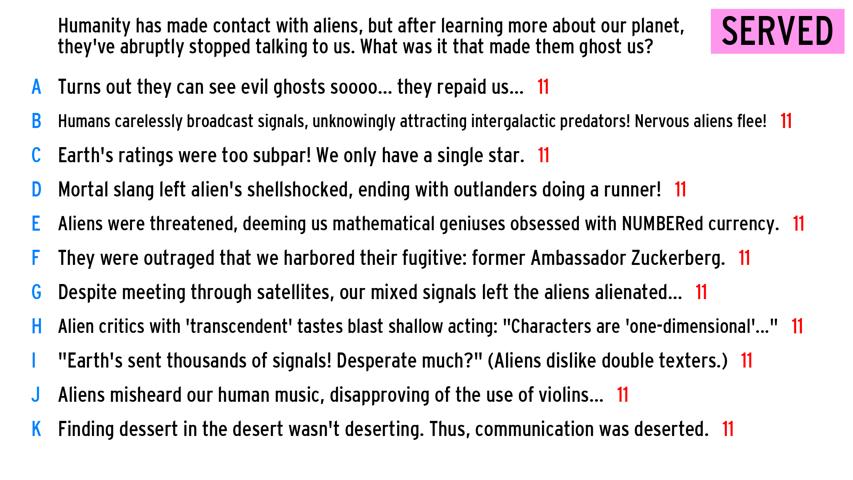 Humanity has made contact with aliens, but after learning more about our planet,
they've abruptly stopped talking to us. What was it that made them ghost us?
SERVED
A Turns out they can see evil ghosts soooo... they repaid us... 11
B Humans carelessly broadcast signals, unknowingly attracting intergalactic predators! Nervous aliens flee! 11
C Earth's ratings were too subpar! We only have a single star. 11
D Mortal slang left alien's shellshocked, ending with outlanders doing a runner! 11
E Aliens were threatened, deeming us mathematical geniuses obsessed with NUMBERed currency. 11
F They were outraged that we harbored their fugitive: former Ambassador Zuckerberg. 11
G Despite meeting through satellites, our mixed signals left the aliens alienated... 11
H Alien critics with 'transcendent' tastes blast shallow acting: "Characters are 'one-dimensional'..." 11
I "Earth's sent thousands of signals! Desperate much?" (Aliens dislike double texters.) 11
J Aliens misheard our human music, disapproving of the use of violins... 11
K Finding dessert in the desert wasn't deserting. Thus, communication was deserted. 11